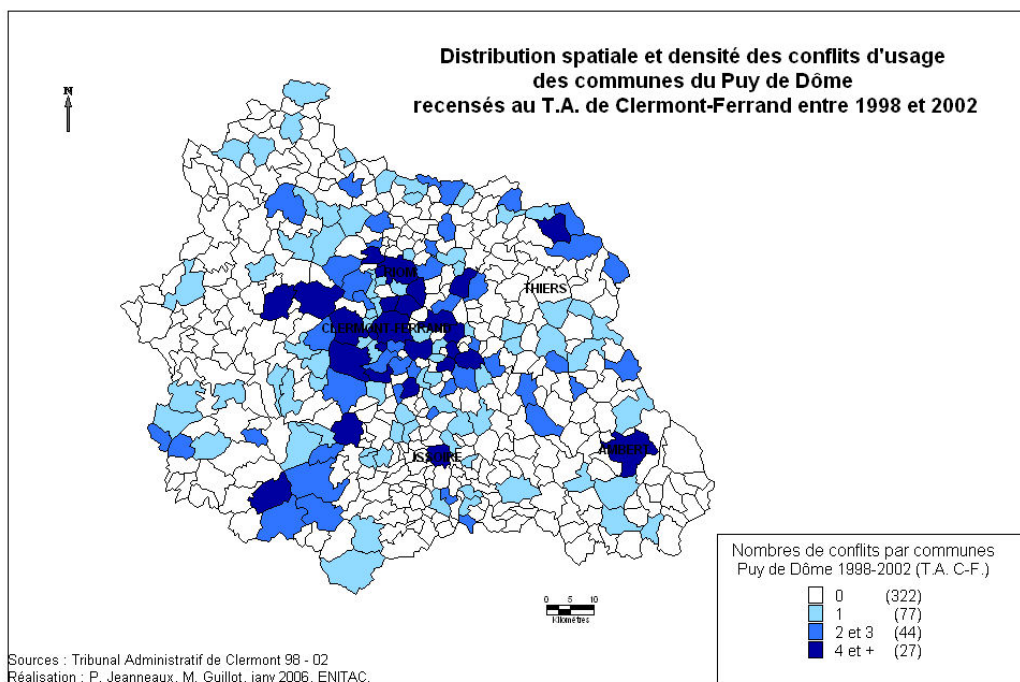 Distribution spatiale et densité des conflits d'usage
des communes du Puy de Dôme
recensés au T.A. de Clermont-Ferrand entre 1998 et 2002
N
RIOM
THIERS
CLERMONT-FERRAND
ISSOIRE
AMBERT
0 5 10
Kilomètres
Nombres de conflits par communes
Puy de Dôme 1998-2002 (T.A. C-F.)
0 (322)
1 (77)
2 et 3 (44)
4 et + (27)
Sources : Tribunal Administratif de Clermont 98 - 02
Réalisation : P. Jeanneaux, M. Guillot, janv 2006, ENITAC.